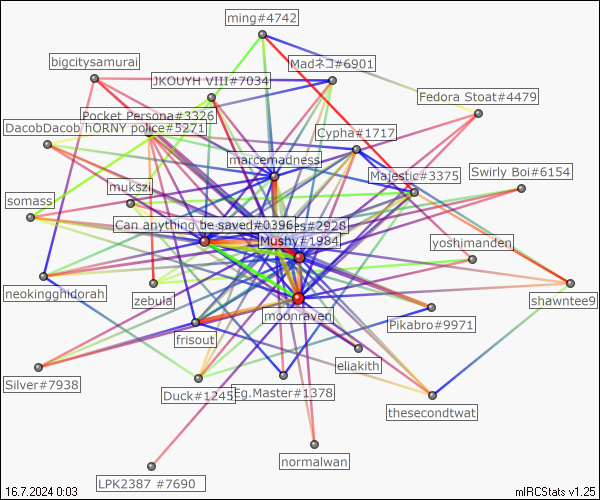 ming#4742
bigcitysamurai
Madネコ#6901
JKOUYH VIII#7034
Fedora Stoat#4479
Pocket Persona#3326
DacobDacob HORNY police#5271
Cypha#1717
marcemadness
Majestic#3375
Swirly Boi#6154
mukszi
somass
Can anything be saved#0396
es#2928
Mushy#1984
yoshimanden
neokingghidorah
zebula
moonraven
shawntee9
Pikabro#9971
frisout
eliakith
Silver#7938
Duck#1245
Eg.Master#1378
thesecondtwat
normalwan
LPK2387 #7690
16.7.2024 0:03
mIRCStats v1.25